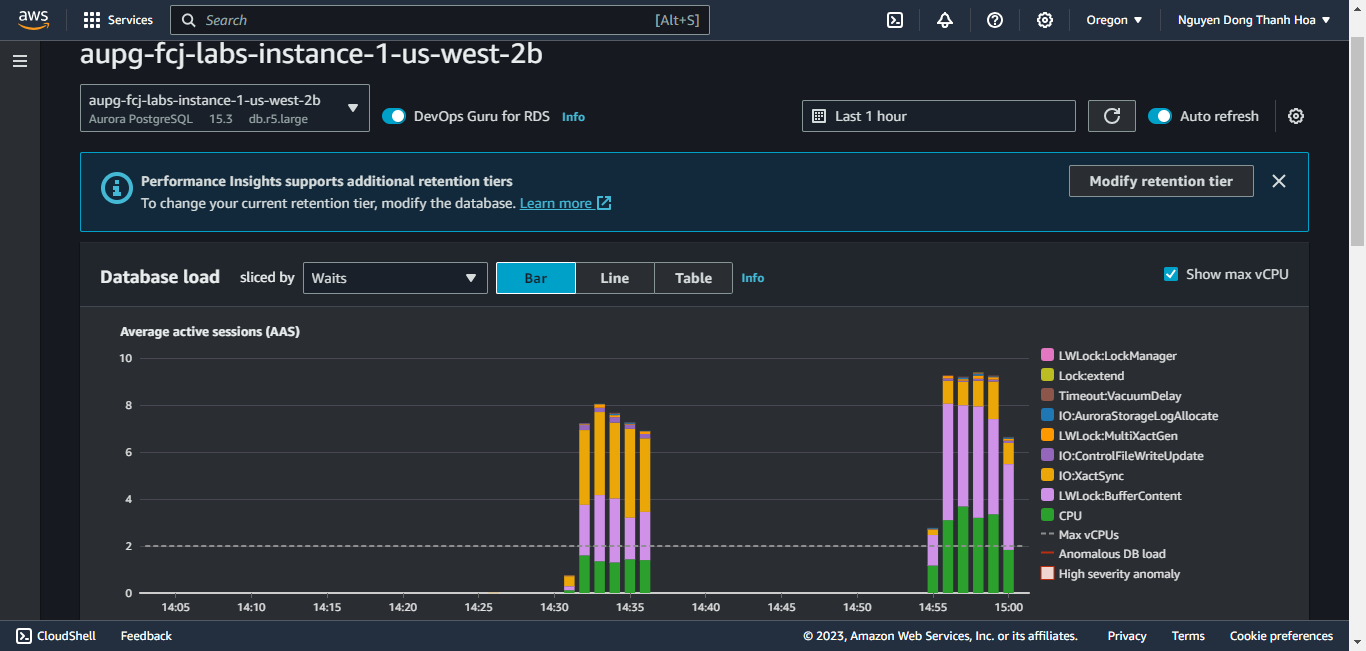 aws Services Search [Alt+S] Oregon ▼ Nguyen Dong Thanh Hoa ▼
aupg-fcj-labs-instance-1-us-west-2b
aupg-fcj-labs-instance-1-us-west-2b
Aurora PostgreSQL 15.3 db.r5.large
DevOps Guru for RDS Info
Last 1 hour
Auto refresh
Performance Insights supports additional retention tiers
To change your current retention tier, modify the database. Learn more
Modify retention tier
Database load sliced by Waits Bar Line Table Info
Show max vCPU
Average active sessions (AAS)
10
8
6
4
2
0
14:05 14:10 14:15 14:20 14:25 14:30 14:35 14:40 14:45 14:50 14:55 15:00
LWLock:LockManager
Lock:extend
Timeout:VacuumDelay
IO:AuroraStorageLogAllocate
LWLock:MultiXactGen
IO:ControlFileWriteUpdate
IO:XactSync
LWLock:BufferContent
CPU
Max vCPUs
Anomalous DB load
High severity anomaly
CloudShell Feedback © 2023, Amazon Web Services, Inc. or its affiliates. Privacy Terms Cookie preferences